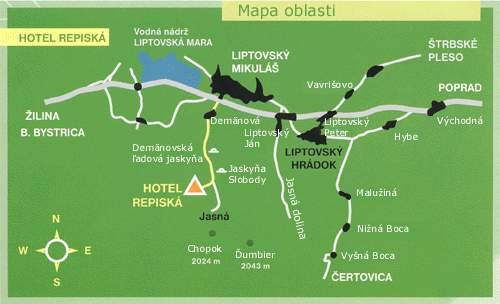 Mapa oblasti
HOTEL REPISKÁ
Vodná nádrž
LIPTOVSKÁ MARA
LIPTOVSKÝ
MIKULÁŠ
ŠTRBSKÉ
PLESO
Vavrišovo
POPRAD
ŽILINA
B. BYSTRICA
Demänová
Liptovský
Ján
Liptovský
Peter
Východná
Hybe
LIPTOVSKÝ
HRÁDOK
Demänovská
ľadová jaskyňa
Jaskyňa
Slobody
HOTEL
REPISKÁ
Jasná
Jasná dolina
Malužiná
Nižná Boca
Vyšná Boca
ČERTOVICA
Chopok
2024 m
Ďumbier
2043 m
N
W
E
S